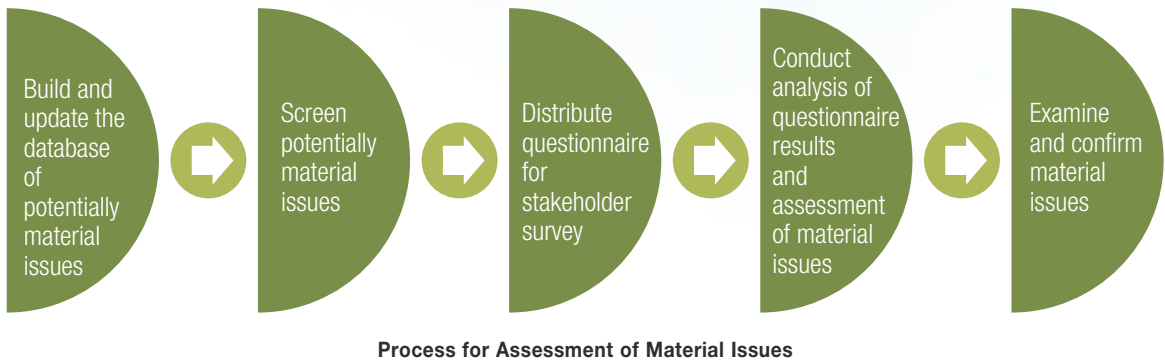 Build and
update the
database
of
potentially
material
issues
Screen
potentially
material
issues
Distribute
questionnaire
for
stakeholder
survey
Conduct
analysis of
questionnaire
results
and
assessment
of material
issues
Examine
and confirm
material
issues
Process for Assessment of Material Issues